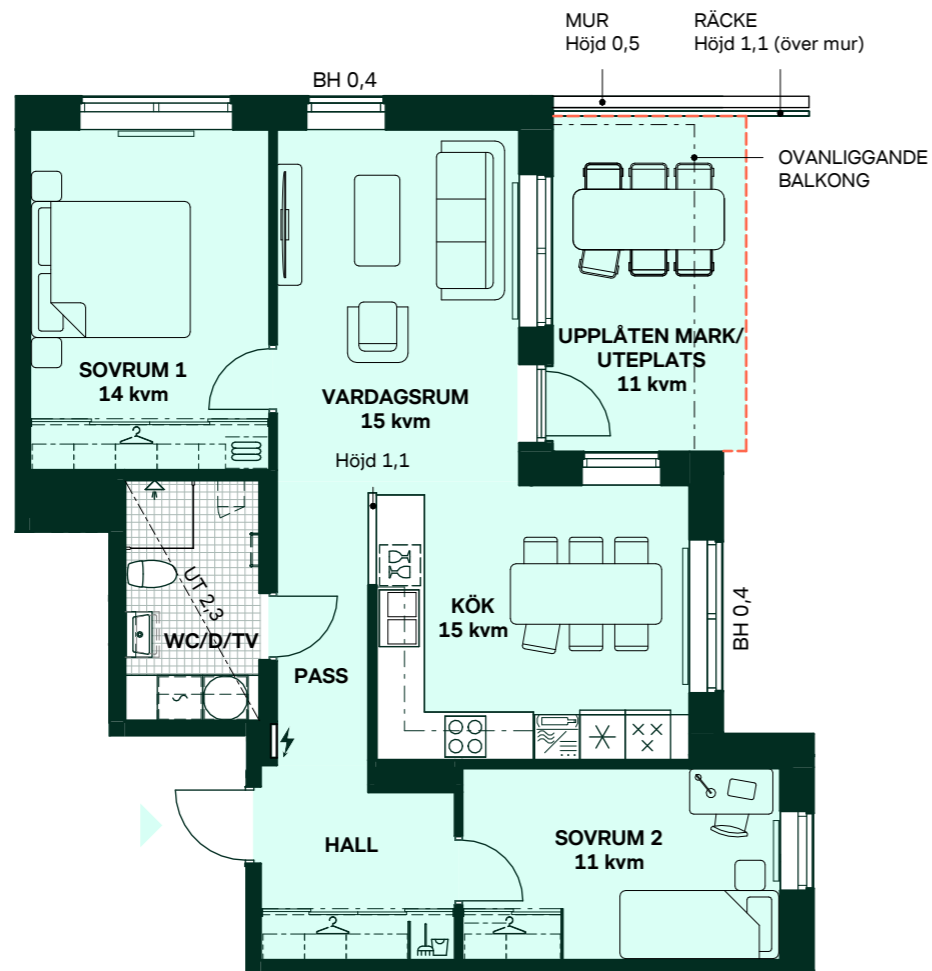 MUR
Höjd 0,5
RÄCKE
Höjd 1,1 (över mur)
BH 0,4
OVANLIGGANDE
BALKONG
UPPLÅTEN MARK/
UTEPLATS
11 kvm
SOVRUM 1
14 kvm
VARDAGSRUM
15 kvm
Höjd 1,1
UT 2,3
WC/D/TV
KÖK
15 kvm
BH 0,4
PASS
S
HALL
SOVRUM 2
11 kvm